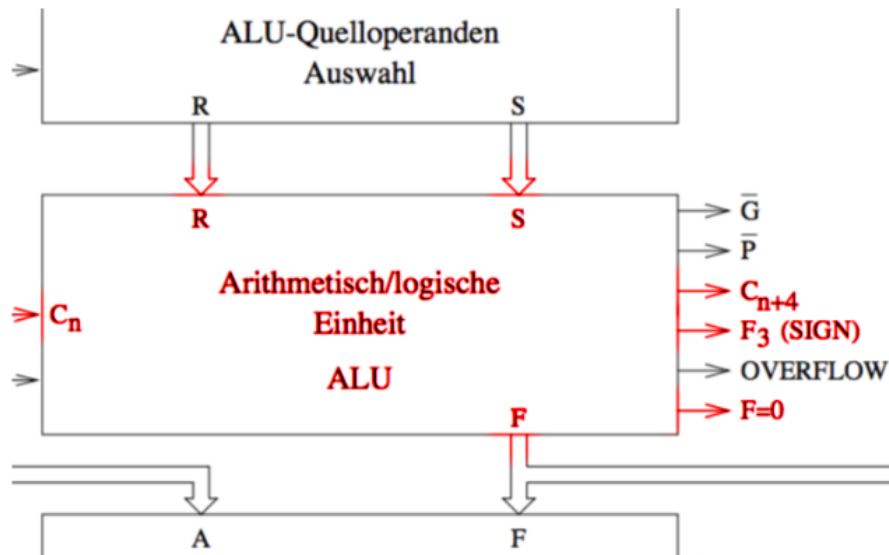 ALU-Quelloperanden
Auswahl
R S
R S
G̅
P̅
Arithmetisch/logische
Einheit
ALU
Cₙ
Cₙ₊₄
F₃ (SIGN)
OVERFLOW
F=0
F
A F